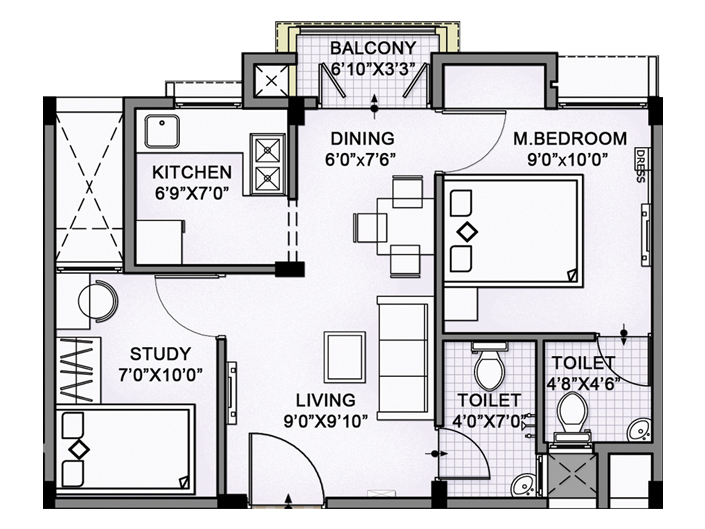 BALCONY
6'10"X3'3"
DINING
6'0"x7'6"
M.BEDROOM
9'0"x10'0"
KITCHEN
6'9"X7'0"
DRESS
STUDY
7'0"X10'0"
LIVING
9'0"X9'10"
TOILET
4'0"X7'0"
TOILET
4'8"X4'6"